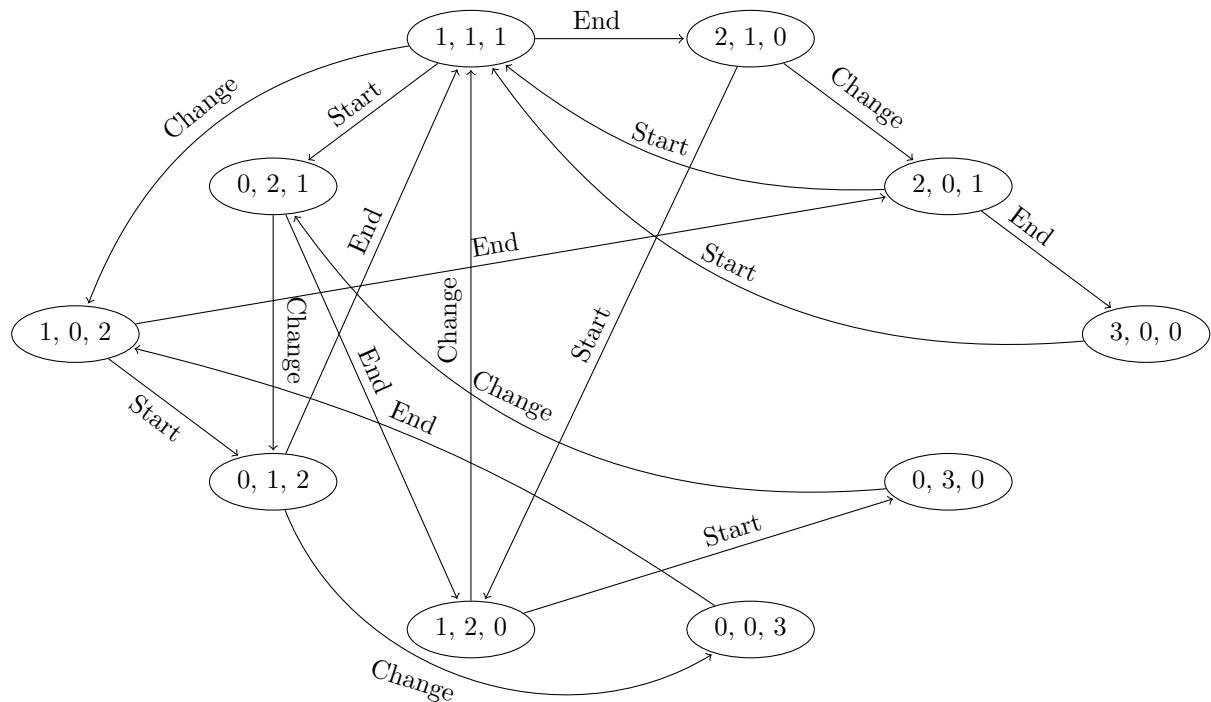 1, 1, 1
End
2, 1, 0
Change
Start
Change
Start
0, 2, 1
2, 0, 1
End
End
End
Start
1, 0, 2
Change
Change
Start
3, 0, 0
End
Change
End
Start
0, 1, 2
0, 3, 0
Start
1, 2, 0
0, 0, 3
Change